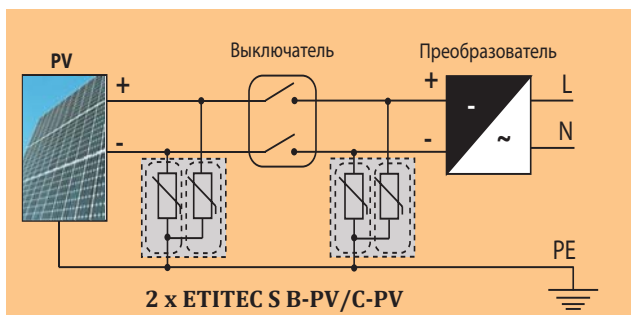 PV
Выключатель
Преобразователь
+
+
L
-
~
N
-
-
PE
2 x ETITEC S B-PV/C-PV